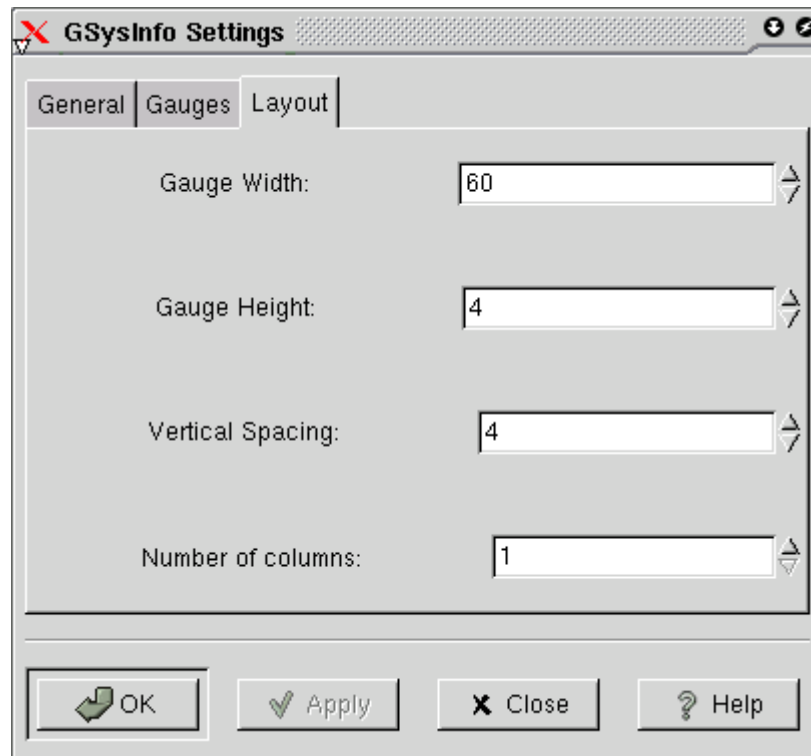 GSysInfo Settings
General Gauges Layout
Gauge Width: 60
Gauge Height: 4
Vertical Spacing: 4
Number of columns: 1
OK Apply Close Help